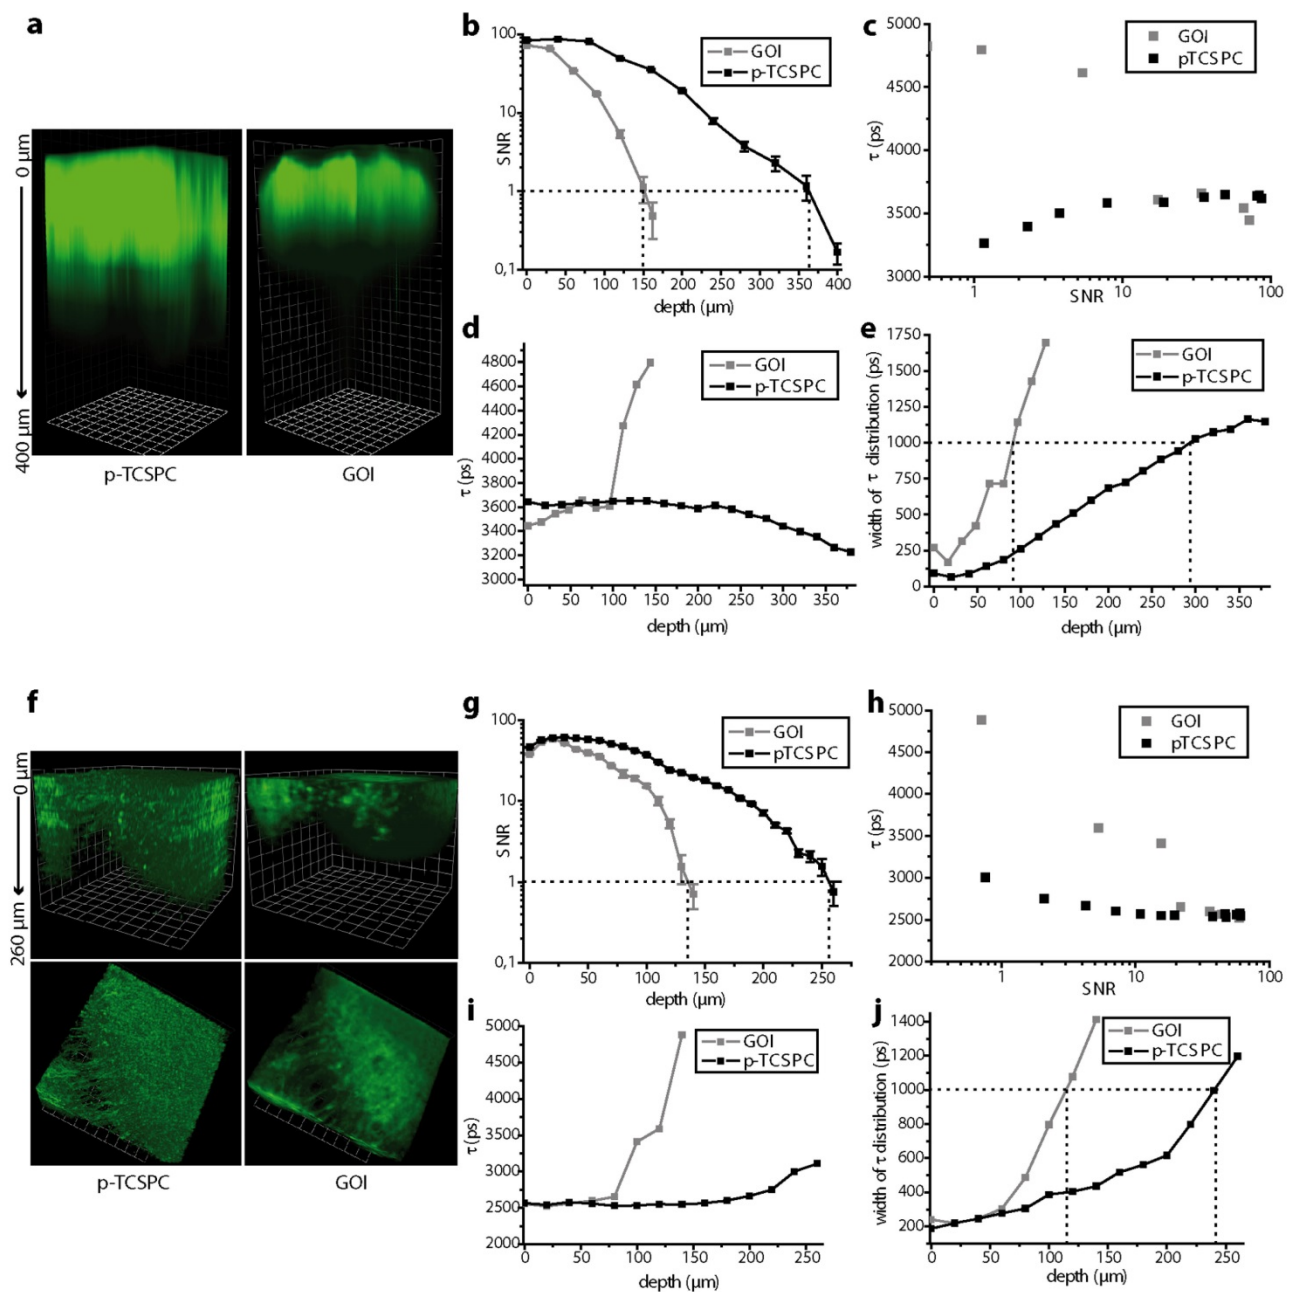 a
0 µm
400 µm
p-TCSPC
GOI
b
SNR
100
10
1
0,1
0 50 100 150 200 250 300 350 400
depth (µm)
GOI
p-TCSPC
c
τ (ps)
5000
4500
4000
3500
3000
1 10 100
SNR
GOI
pTCSPC
d
τ (ps)
4800
4600
4400
4200
4000
3800
3600
3400
3200
3000
0 50 100 150 200 250 300 350
depth (µm)
GOI
p-TCSPC
e
width of τ distribution (ps)
1750
1500
1250
1000
750
500
250
0
0 50 100 150 200 250 300 350
depth (µm)
GOI
p-TCSPC
f
0 µm
260 µm
p-TCSPC
GOI
g
SNR
100
10
1
0,1
0 50 100 150 200 250
depth (µm)
GOI
pTCSPC
h
τ (ps)
5000
4500
4000
3500
3000
2500
2000
1 10 100
SNR
GOI
pTCSPC
i
τ (ps)
5000
4500
4000
3500
3000
2500
2000
0 50 100 150 200 250
depth (µm)
GOI
p-TCSPC
j
width of τ distribution (ps)
1400
1200
1000
800
600
400
200
0 50 100 150 200 250
depth (µm)
GOI
p-TCSPC